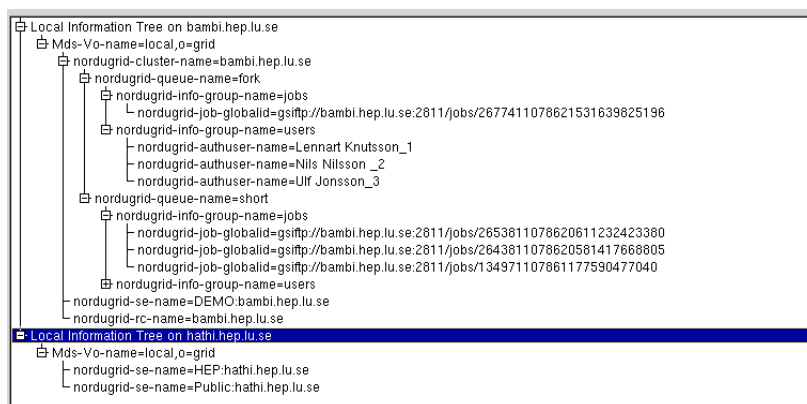 Local Information Tree on bambi.hep.lu.se
Mds-Vo-name=local,o=grid
nordugrid-cluster-name=bambi.hep.lu.se
nordugrid-queue-name=fork
nordugrid-info-group-name=jobs
nordugrid-job-globalid=gsiftp://bambi.hep.lu.se:2811/jobs/2677411078621531639825196
nordugrid-info-group-name=users
nordugrid-authuser-name=Lennart Knutsson_1
nordugrid-authuser-name=Nils Nilsson _2
nordugrid-authuser-name=Ulf Jonsson_3
nordugrid-queue-name=short
nordugrid-info-group-name=jobs
nordugrid-job-globalid=gsiftp://bambi.hep.lu.se:2811/jobs/2653811078620611232423380
nordugrid-job-globalid=gsiftp://bambi.hep.lu.se:2811/jobs/2643811078620581417668805
nordugrid-job-globalid=gsiftp://bambi.hep.lu.se:2811/jobs/134971107861177590477040
nordugrid-info-group-name=users
nordugrid-se-name=DEMO:bambi.hep.lu.se
nordugrid-rc-name=bambi.hep.lu.se
Local Information Tree on hathi.hep.lu.se
Mds-Vo-name=local,o=grid
nordugrid-se-name=HEP:hathi.hep.lu.se
nordugrid-se-name=Public:hathi.hep.lu.se